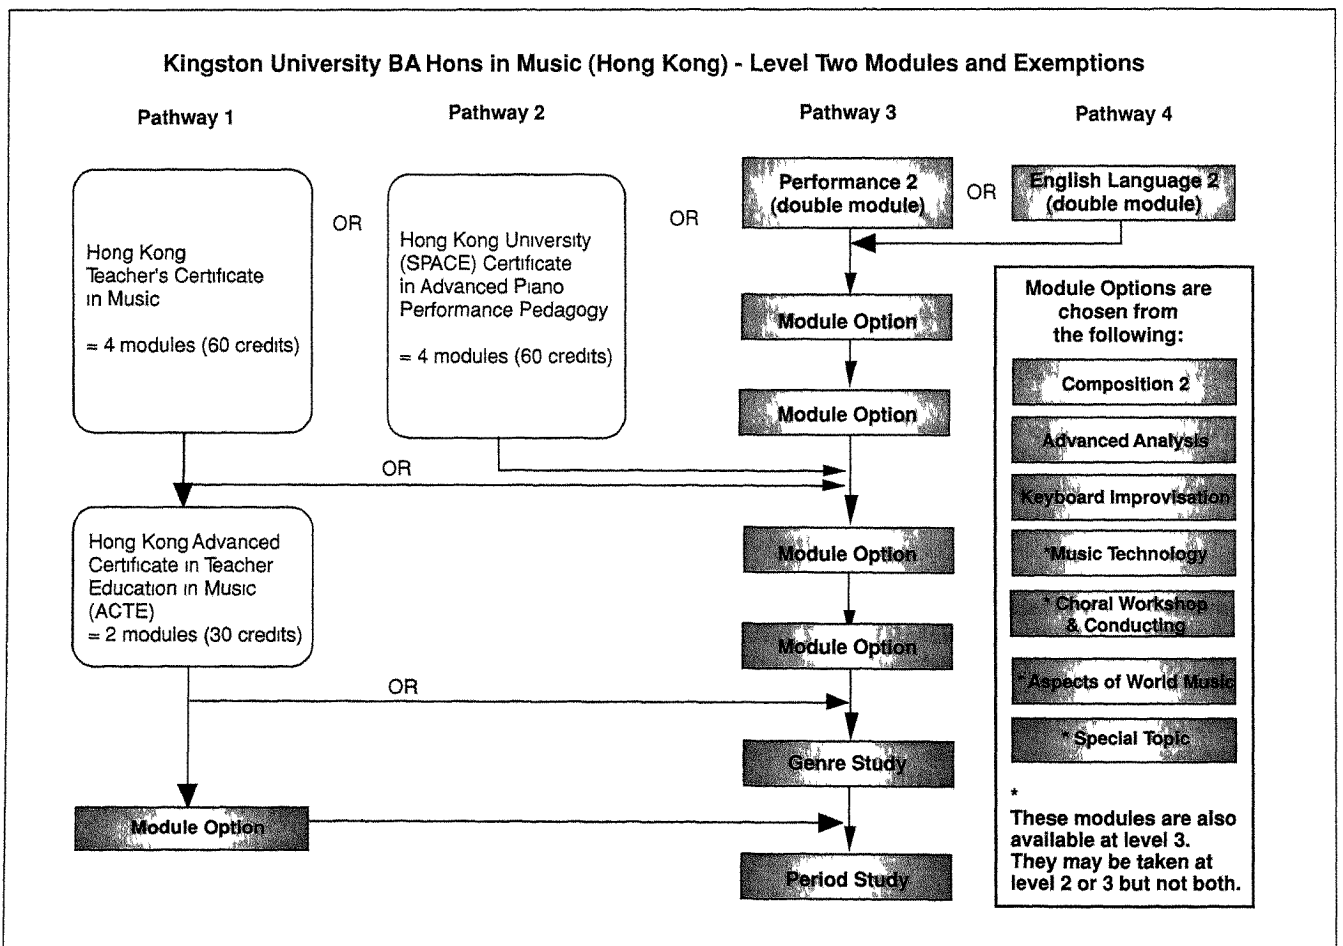 Kingston University BA Hons in Music (Hong Kong) - Level Two Modules and Exemptions
Pathway 1
Pathway 2
Pathway 3
Pathway 4
Hong Kong
Teacher's Certificate
in Music
= 4 modules (60 credits)
OR
Hong Kong University
(SPACE) Certificate
in Advanced Piano
Performance Pedagogy
= 4 modules (60 credits)
OR
Performance 2
(double module)
OR
English Language 2
(double module)
Module Option
Module Option
OR
Hong Kong Advanced
Certificate in Teacher
Education in Music
(ACTE)
= 2 modules (30 credits)
Module Option
Module Option
OR
Genre Study
Module Option
Period Study
Module Options are
chosen from
the following:
Composition 2
Advanced Analysis
Keyboard Improvisation
*Music Technology
* Choral Workshop
& Conducting
* Aspects of World Music
* Special Topic
*
These modules are also
available at level 3.
They may be taken at
level 2 or 3 but not both.